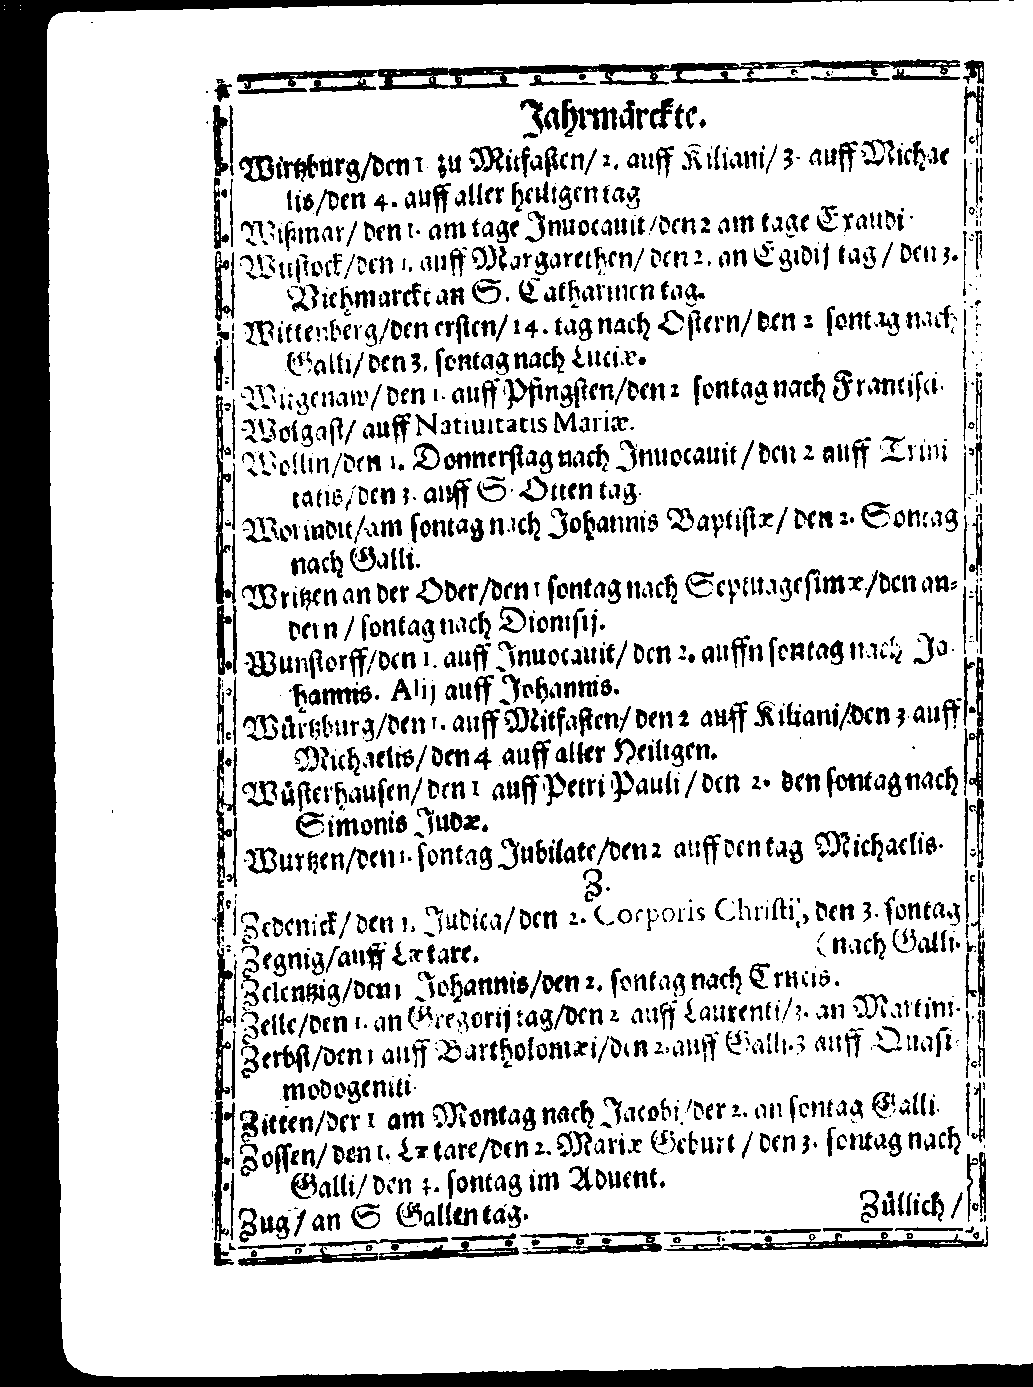 Jahrmärckte.
Wirtzburg/den 1 zu Mitfasten/ 2. auff Kiliani/ 3. auff Michae
lis/den 4. auff aller heiligen tag
Wißmar/ den 1. am tage Inuocauit/den 2 am tage Exaudi.
Wustock/den 1. auff Margarethen/ den 2. an Egidij tag / den 3.
Viehmarckt an S. Catharinen tag.
Wittenberg/den ersten/ 14. tag nach Ostern/ den 2 sontag nach
Galli/ den 3. sontag nach Luciæ.
auff Pfingsten/den 2 sontag nach Francisci.
Wolgast/ auff Natiuitatis Mariæ.
Wollin/den 1. Donnerstag nach Inuocauit / den 2 auff Trini
tatis/den 3. auff S. Otten tag.
Worindit/am sontag nach Johannis Baptistæ/ den 2. Sontag
nach Galli.
Writzen an der Oder/den 1 sontag nach Septuagesimæ/den an=
dern / sontag nach Dionisij.
Wunstorff/den 1. auff Inuocauit/ den 2. auffn sontag nach Jo.
hannis. Alij auff Johannis.
Würtzburg/den 1. auff Mitfasten/ den 2 auff Kiliani/den 3 auff
Michaelis/ den 4 auff aller Heiligen.
Wüsterhausen/ den 1 auff Petri Pauli / den 2. den sontag nach
Simonis Judæ.
Wurtzen/den 1. sontag Jubilate/den 2 auff den tag Michaelis.
Z.
Zedenick/ den 1. Judica/ den 2. Corporis Christi, den 3. sontag
Zegnig/auff Lætare. (nach Galli.
Zelentzig/den 1 Johannis/den 2. sontag nach Crucis.
Zelle/den 1. an Gregorij tag/den 2 auff Laurenti/3. an Martini.
Zerbst/den 1 auff Bartholomæi/den 2. auff Galli. 3 auff Quasi
modogeniti.
Zitten/der 1 am Montag nach Jacobi/der 2. an sontag Galli
Zossen/ den 1. Lætare/den 2. Mariæ Geburt / den 3. sontag nach
Galli/ den 4. sontag im Aduent.
Zug / an S Gallen tag. Züllich /